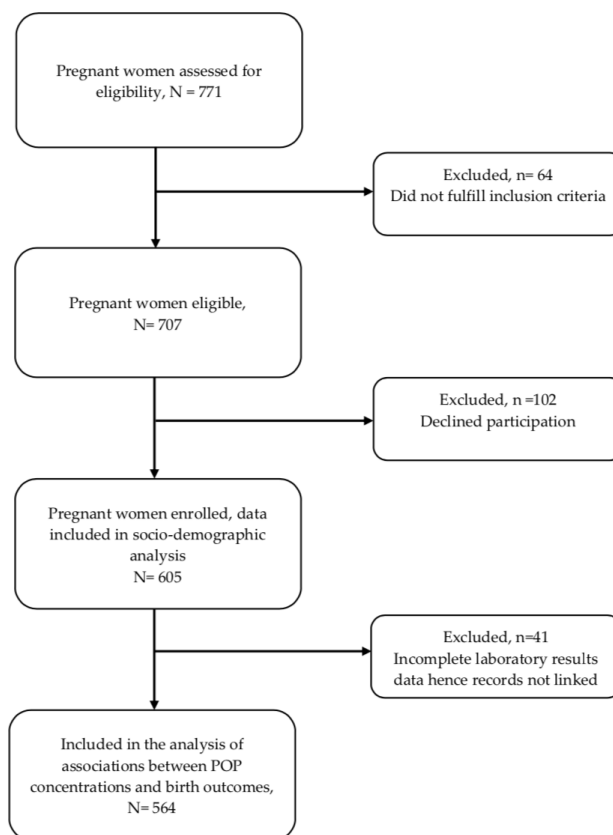 Pregnant women assessed for
eligibility, N = 771
Excluded, n= 64
Did not fulfill inclusion criteria
Pregnant women eligible,
N= 707
Excluded, n =102
Declined participation
Pregnant women enrolled, data
included in socio-demographic
analysis
N= 605
Excluded, n=41
Incomplete laboratory results
data hence records not linked
Included in the analysis of
associations between POP
concentrations and birth outcomes,
N= 564